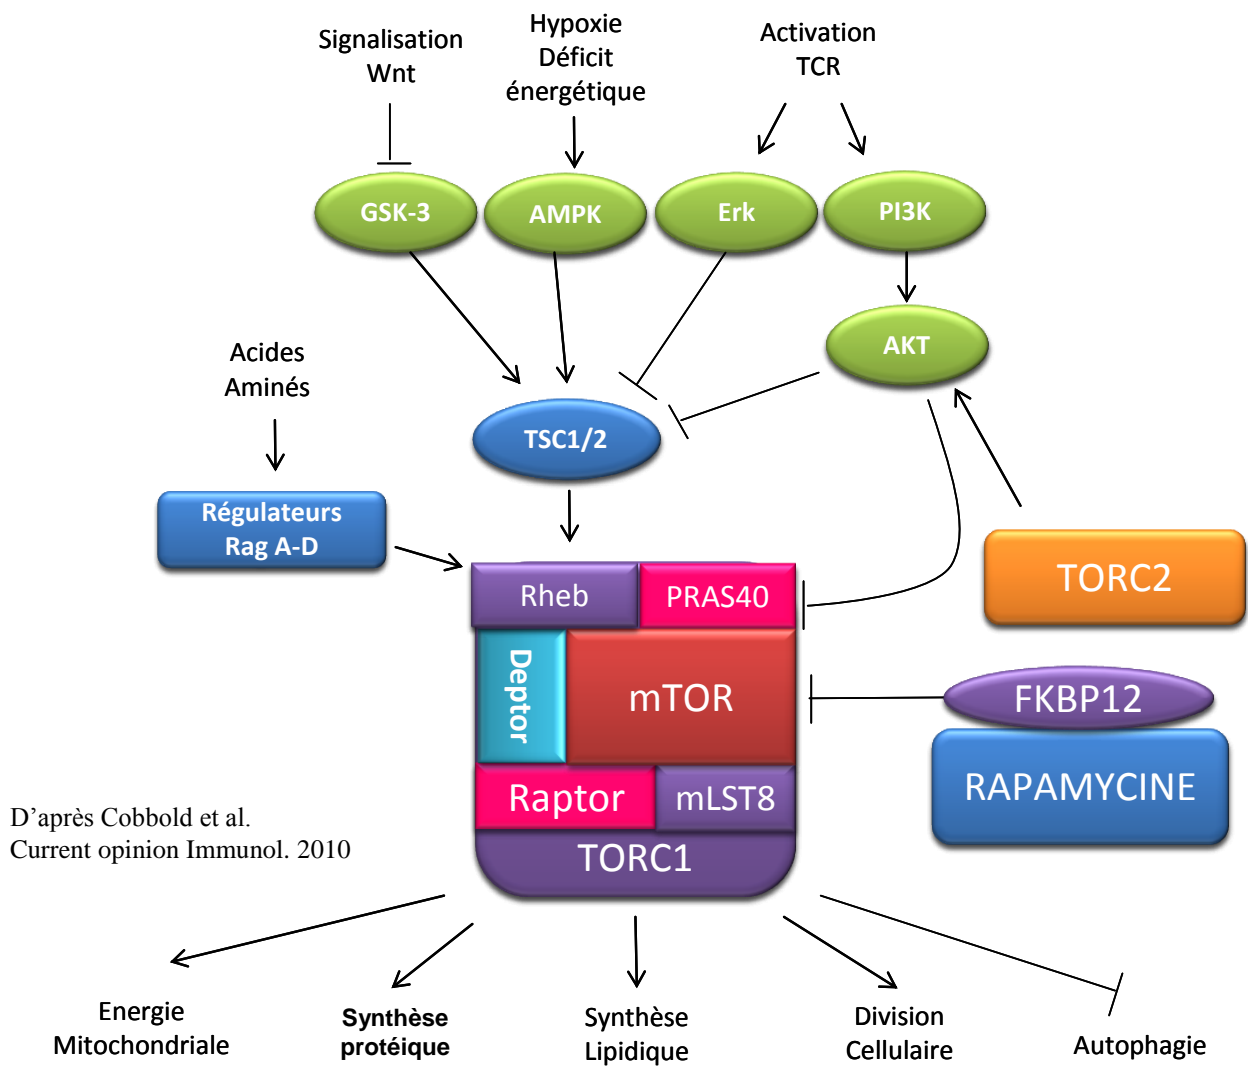 Signalisation
Wnt
Hypoxie
Déficit
énergétique
Activation
TCR
GSK-3
AMPK
Erk
PI3K
AKT
Acides
Aminés
TSC1/2
Régulateurs
Rag A-D
TORC2
Rheb
PRAS40
Deptor
mTOR
FKBP12
RAPAMYCINE
Raptor
mLST8
TORC1
D’après Cobbold et al.
Current opinion Immunol. 2010
Energie
Mitochondriale
Synthèse
protéique
Synthèse
Lipidique
Division
Cellulaire
Autophagie